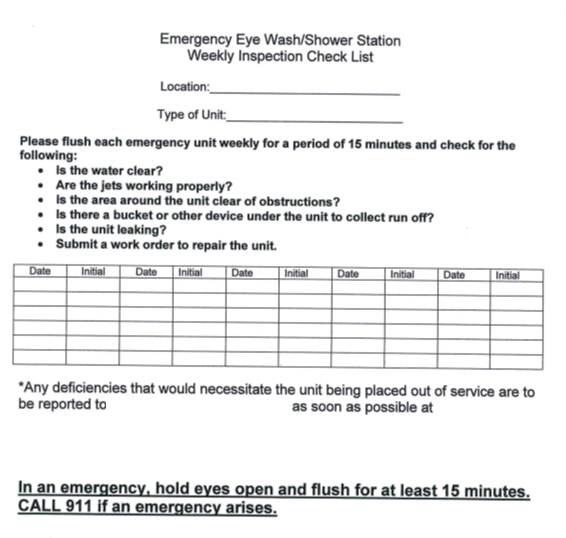 Emergency Eye Wash/Shower Station
Weekly Inspection Check List
Location:
Type of Unit:
Please flush each emergency unit weekly for a period of 15 minutes and check for the
following:
• Is the water clear?
• Are the jets working properly?
• Is the area around the unit clear of obstructions?
• Is there a bucket or other device under the unit to collect run off?
• Is the unit leaking?
• Submit a work order to repair the unit.
Date Initial Date Initial Date Initial Date Initial Date Initial
*Any deficiencies that would necessitate the unit being placed out of service are to
be reported to as soon as possible at
In an emergency, hold eyes open and flush for at least 15 minutes.
CALL 911 if an emergency arises.